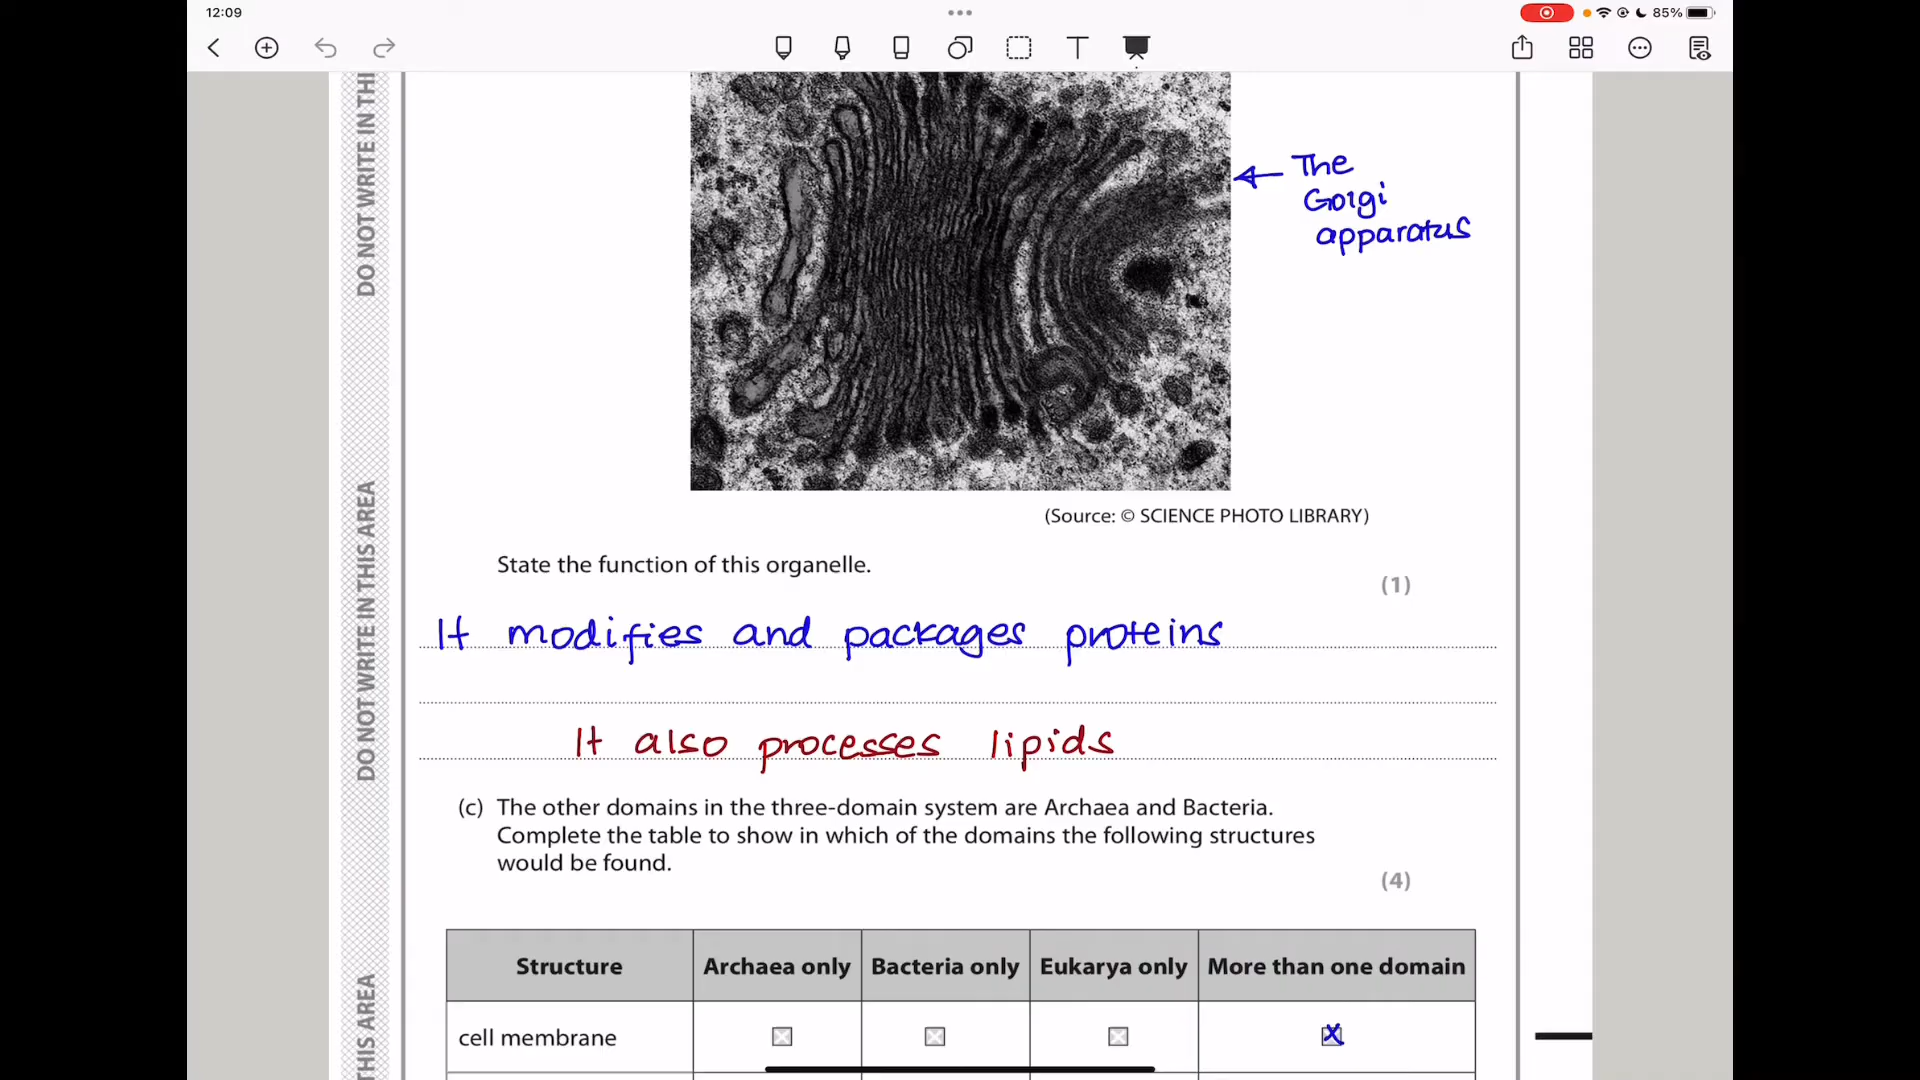 12:09
85%
DO NOT WRITE IN TH
The
Golgi
apparatus
(Source: © SCIENCE PHOTO LIBRARY)
State the function of this organelle.
(1)
It modifies and packages proteins
DO NOT WRITE IN THIS AREA
It also processes lipids
(c) The other domains in the three-domain system are Archaea and Bacteria.
Complete the table to show in which of the domains the following structures
would be found.
(4)
Structure Archaea only Bacteria only Eukarya only More than one domain
cell membrane
THIS AREA